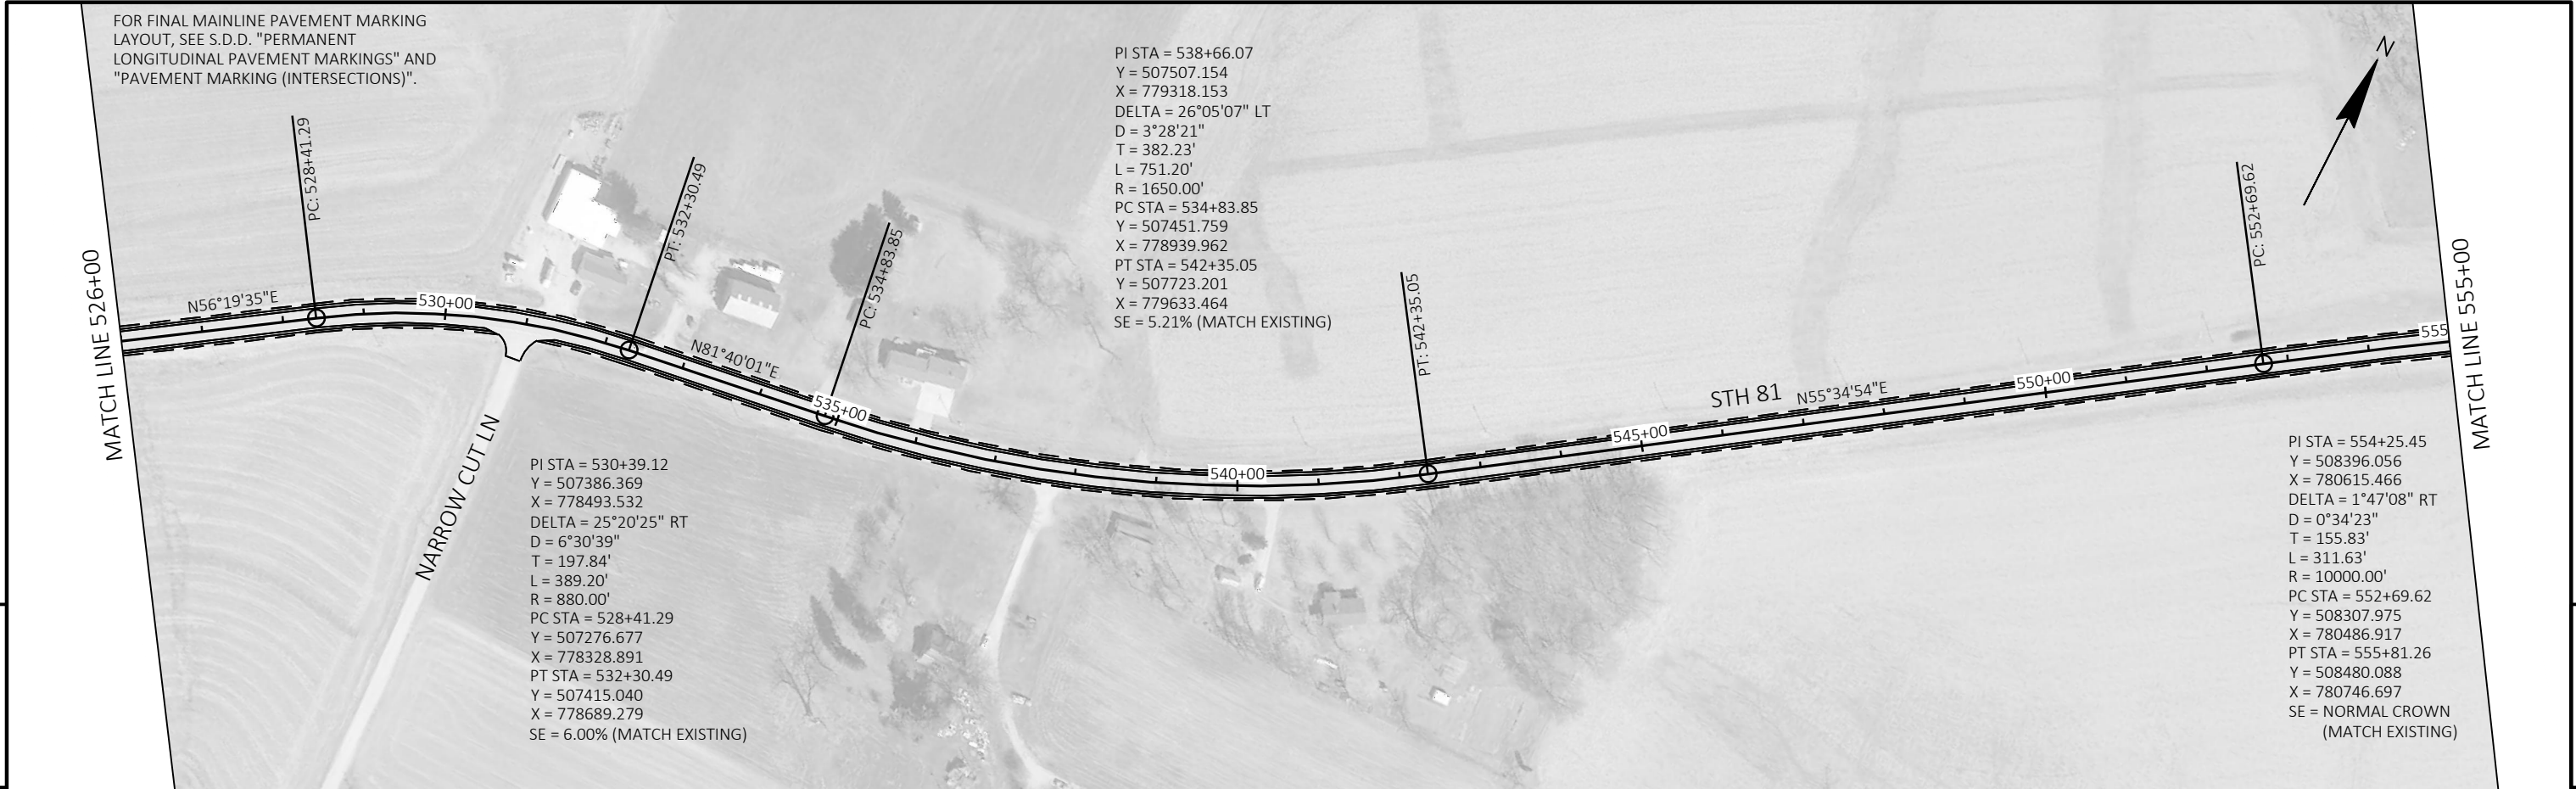 FOR FINAL MAINLINE PAVEMENT MARKING
LAYOUT, SEE S.D.D. "PERMANENT
LONGITUDINAL PAVEMENT MARKINGS" AND
"PAVEMENT MARKING (INTERSECTIONS)".
PI STA = 538+66.07
Y = 507507.154
X = 779318.153
DELTA = 26°05'07" LT
D = 3°28'21"
T = 382.23'
L = 751.20'
R = 1650.00'
PC STA = 534+83.85
Y = 507451.759
X = 778939.962
PT STA = 542+35.05
Y = 507723.201
X = 779633.464
SE = 5.21% (MATCH EXISTING)
N
MATCH LINE 526+00
N56°19'35"E
PC: 528+41.29
530+00
PT: 532+30.49
N81°40'01"E
PC: 534+83.85
535+00
540+00
PT: 542+35.05
545+00
STH 81
N55°34'54"E
550+00
PC: 552+69.62
555
MATCH LINE 555+00
NARROW CUT LN
PI STA = 530+39.12
Y = 507386.369
X = 778493.532
DELTA = 25°20'25" RT
D = 6°30'39"
T = 197.84'
L = 389.20'
R = 880.00'
PC STA = 528+41.29
Y = 507276.677
X = 778328.891
PT STA = 532+30.49
Y = 507415.040
X = 778689.279
SE = 6.00% (MATCH EXISTING)
PI STA = 554+25.45
Y = 508396.056
X = 780615.466
DELTA = 1°47'08" RT
D = 0°34'23"
T = 155.83'
L = 311.63'
R = 10000.00'
PC STA = 552+69.62
Y = 508307.975
X = 780486.917
PT STA = 555+81.26
Y = 508480.088
X = 780746.697
SE = NORMAL CROWN
(MATCH EXISTING)